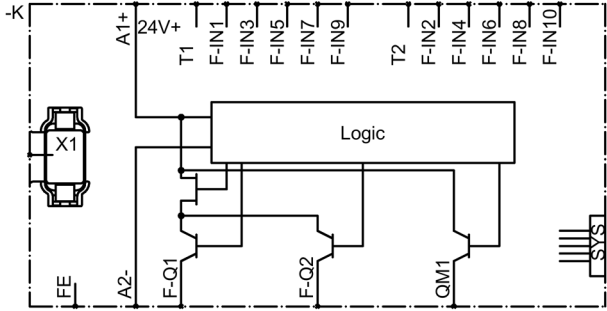 -K
A1+
24V+
T1
F-IN1
F-IN3
F-IN5
F-IN7
F-IN9
T2
F-IN2
F-IN4
F-IN6
F-IN8
F-IN10
Logic
X1
SYS
FE
A2-
F-Q1
F-Q2
QM1